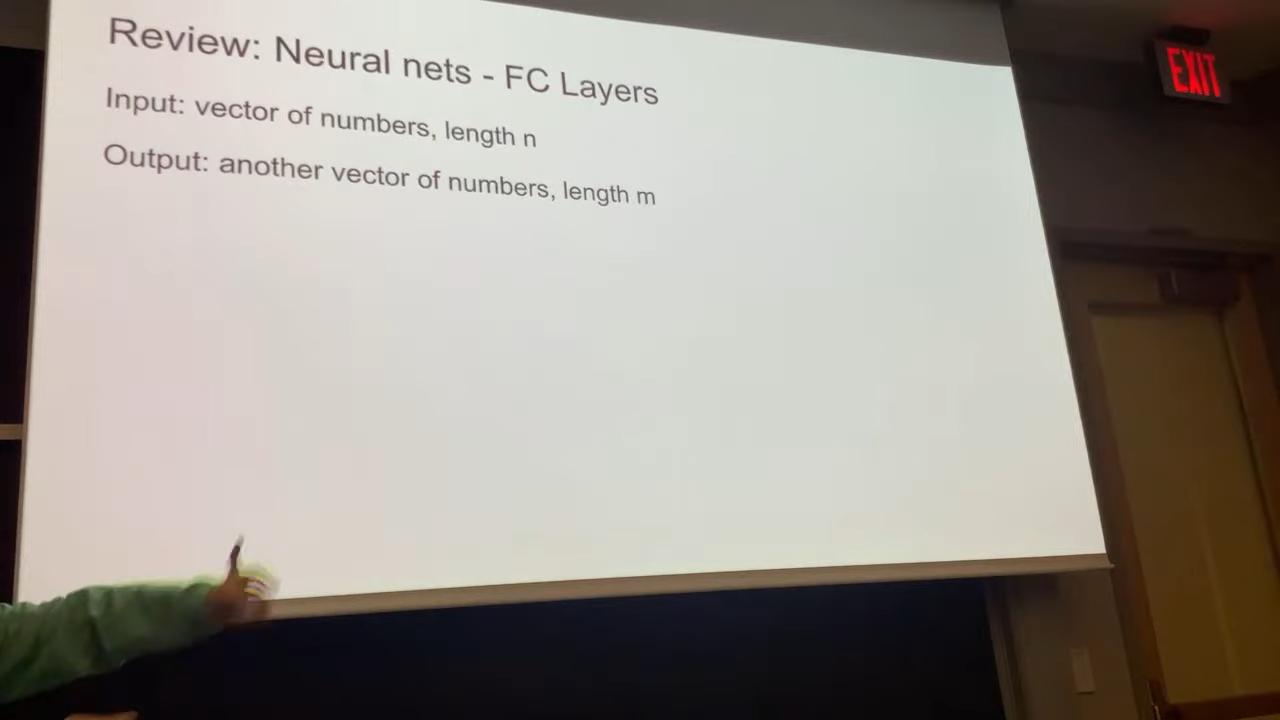 Review: Neural nets - FC Layers
Input: vector of numbers, length n
Output: another vector of numbers, length m
EXIT